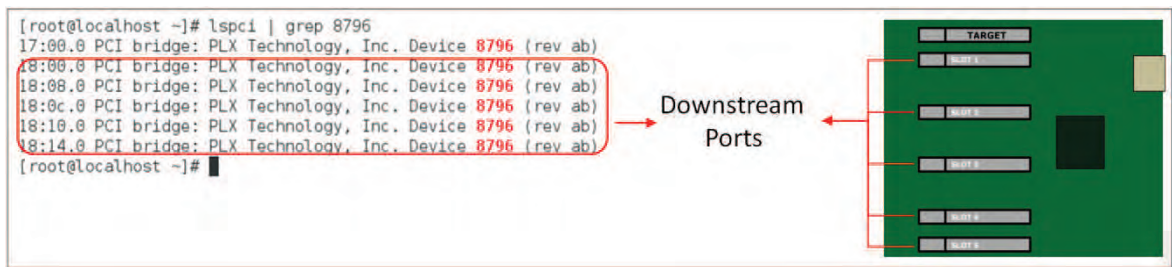 [root@localhost ~]# lspci | grep 8796
17:00.0 PCI bridge: PLX Technology, Inc. Device 8796 (rev ab)
18:00.0 PCI bridge: PLX Technology, Inc. Device 8796 (rev ab)
18:08.0 PCI bridge: PLX Technology, Inc. Device 8796 (rev ab)
18:0c.0 PCI bridge: PLX Technology, Inc. Device 8796 (rev ab)
18:10.0 PCI bridge: PLX Technology, Inc. Device 8796 (rev ab)
18:14.0 PCI bridge: PLX Technology, Inc. Device 8796 (rev ab)
[root@localhost ~]#
Downstream
Ports
TARGET
SLOT 1
SLOT 2
SLOT 3
SLOT 4
SLOT 5